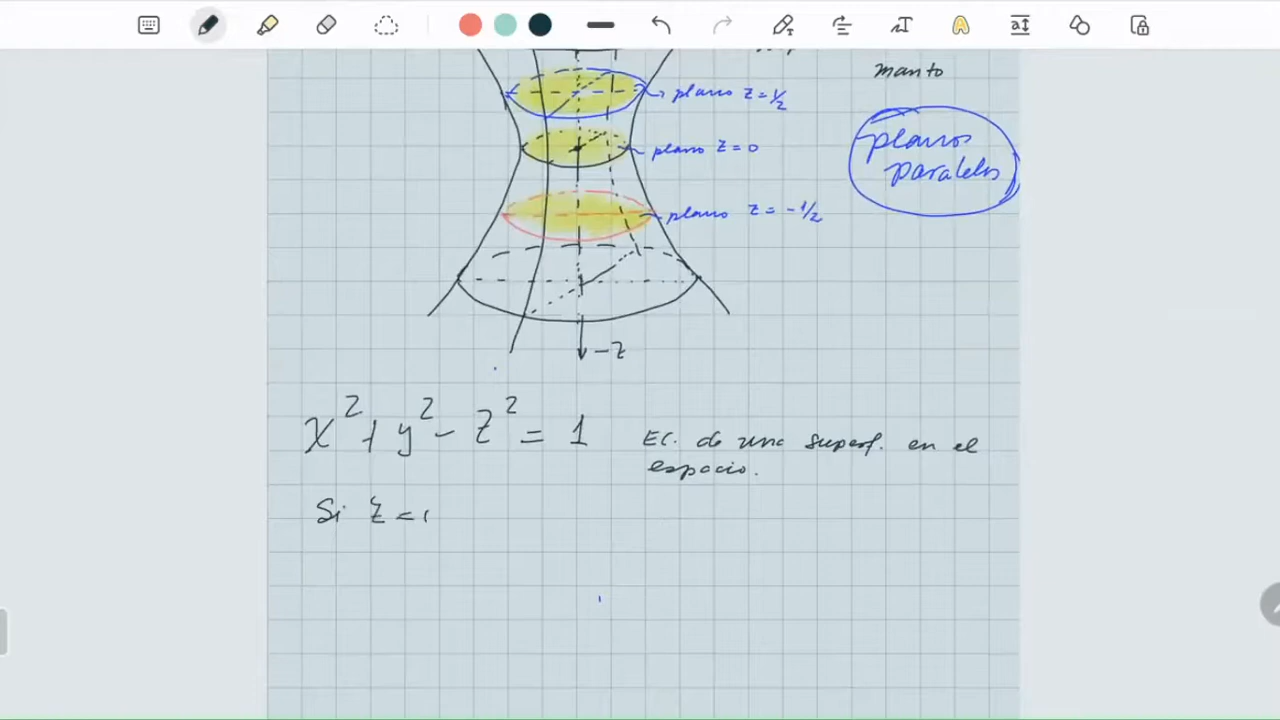 manto
plano z=1/2
plano z=0
planos
paralelos
plano z=-1/2
-z
x²+y²-z²=1
Ec. de una superf. en el
espacio.
Si z=